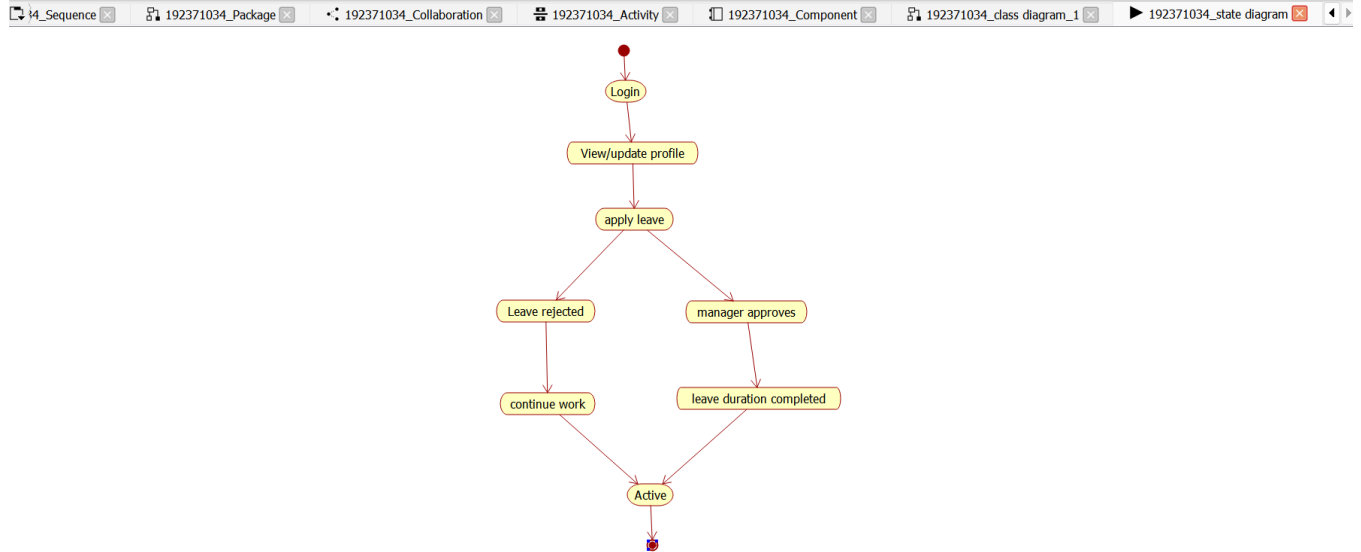 34_Sequence
192371034_Package
192371034_Collaboration
192371034_Activity
192371034_Component
192371034_class diagram_1
192371034_state diagram
Login
View/update profile
apply leave
Leave rejected
manager approves
continue work
leave duration completed
Active